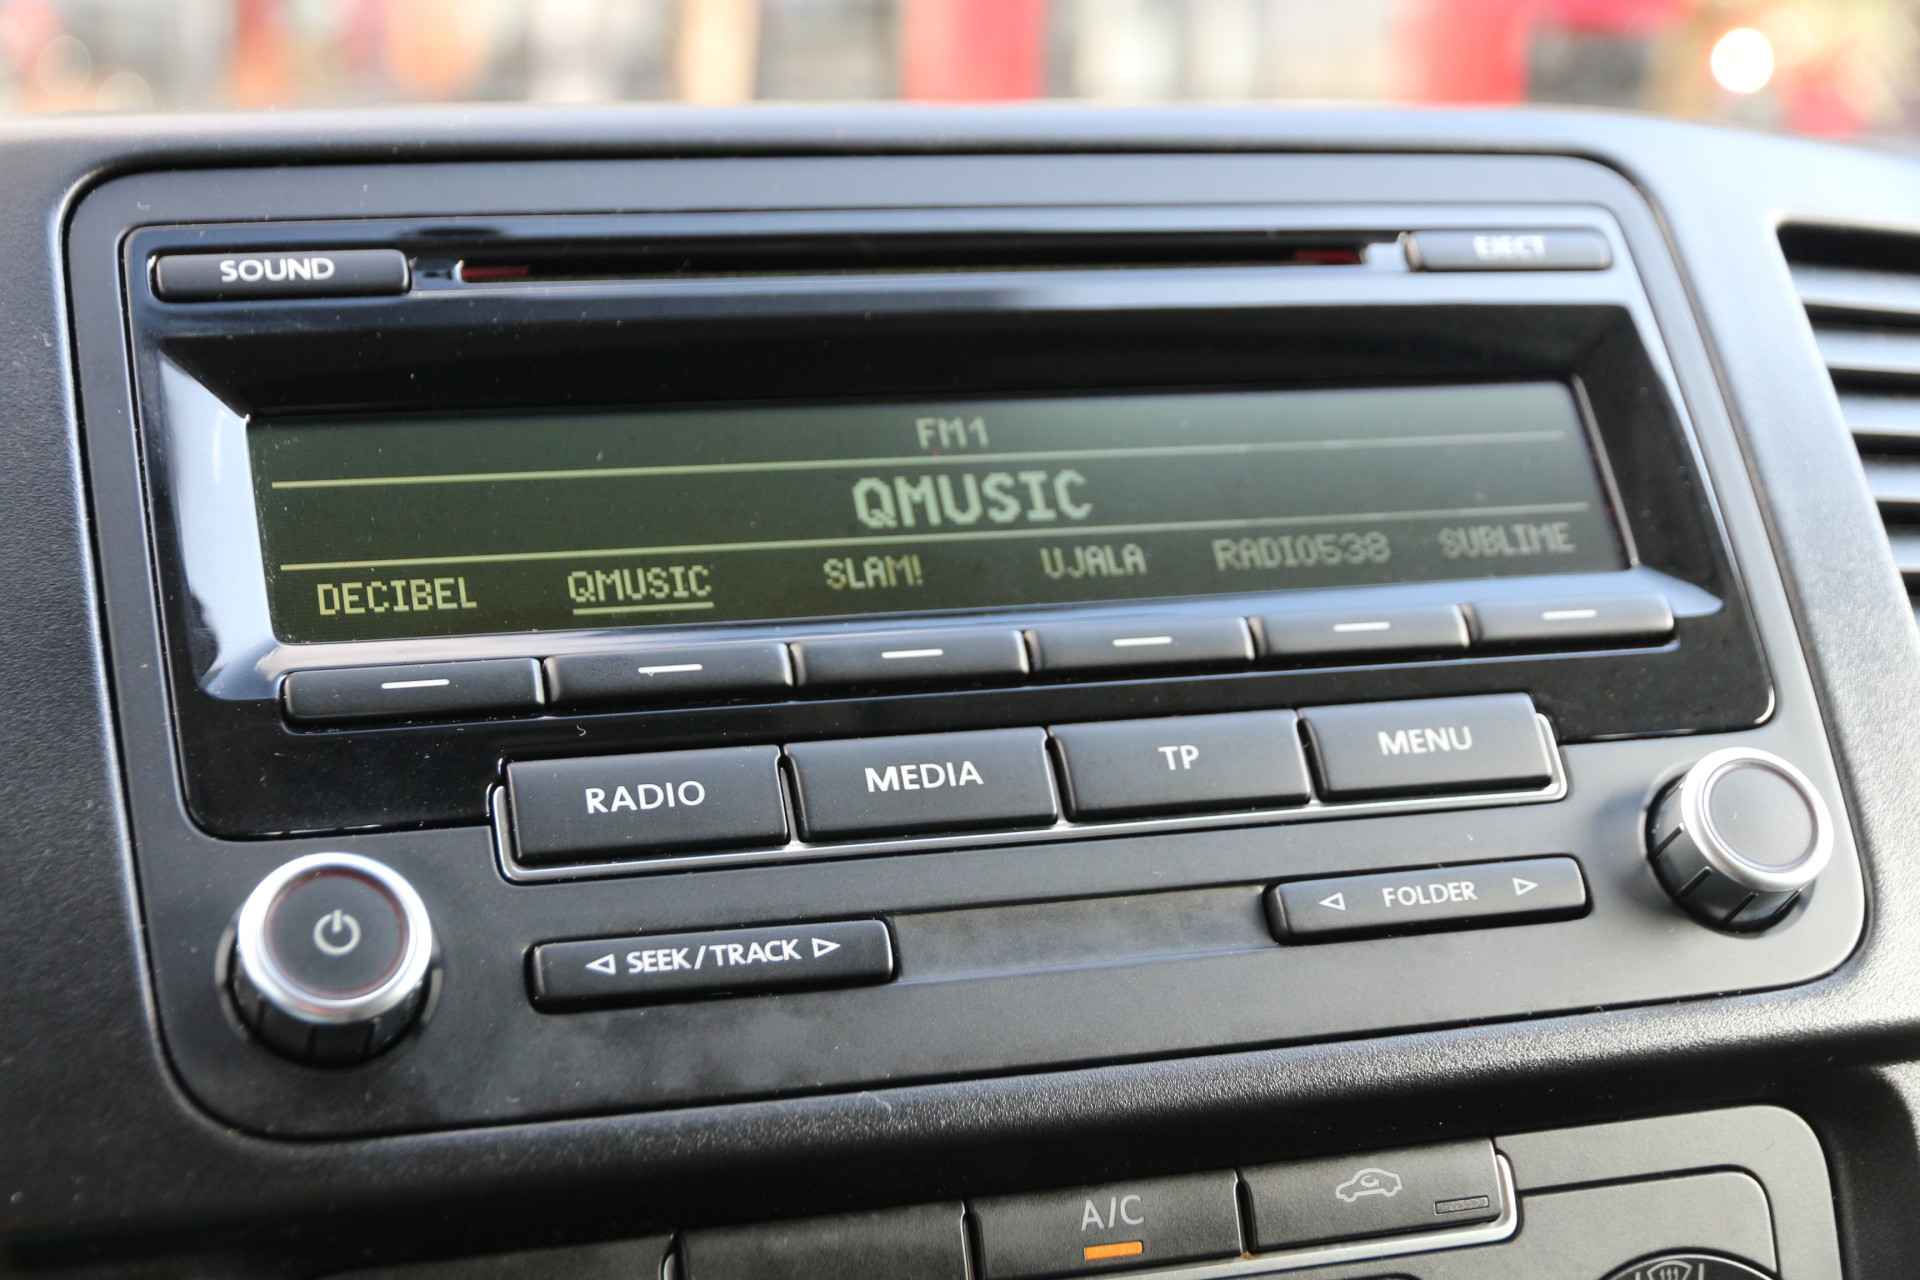 SOUND EJECT
FM1
QMUSIC
DECIBEL QMUSIC SLAM! UJALA RADIO538 SUBLIME
RADIO MEDIA TP MENU
SEEK/TRACK FOLDER
A/C